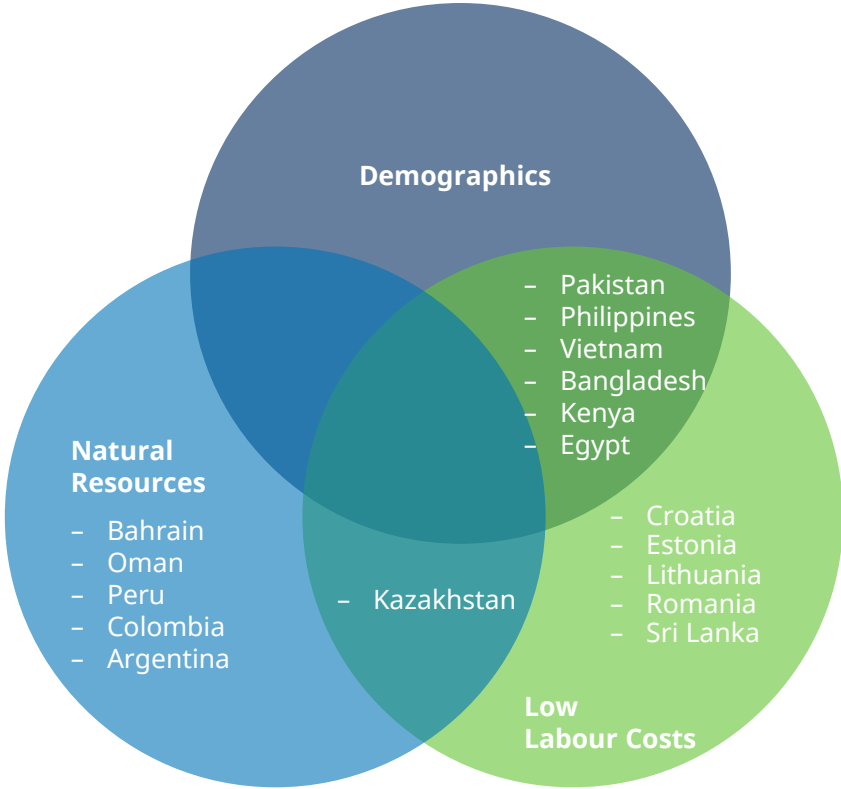 Demographics
– Pakistan
– Philippines
– Vietnam
– Bangladesh
– Kenya
– Egypt
Natural
Resources
– Bahrain
– Oman
– Peru
– Colombia
– Argentina
– Kazakhstan
– Croatia
– Estonia
– Lithuania
– Romania
– Sri Lanka
Low
Labour Costs